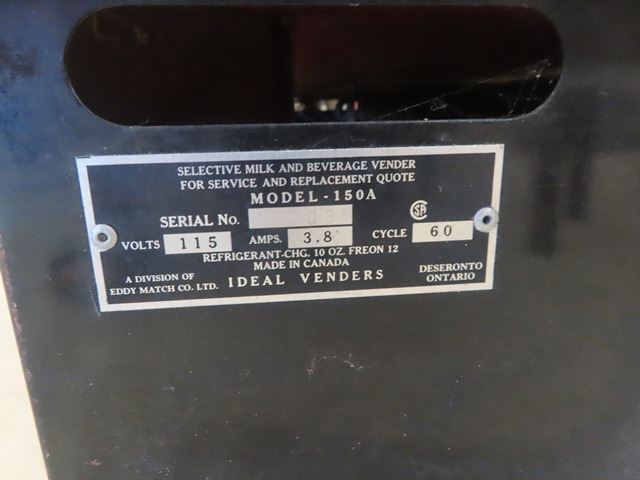 SELECTIVE MILK AND BEVERAGE VENDER
FOR SERVICE AND REPLACEMENT QUOTE
MODEL - 150A
SERIAL No.
VOLTS 115 AMPS. 3.8 CYCLE 60
REFRIGERANT-CHG. 10 OZ. FREON 12
MADE IN CANADA
A DIVISION OF
EDDY MATCH CO. LTD. IDEAL VENDERS
DESERONTO
ONTARIO